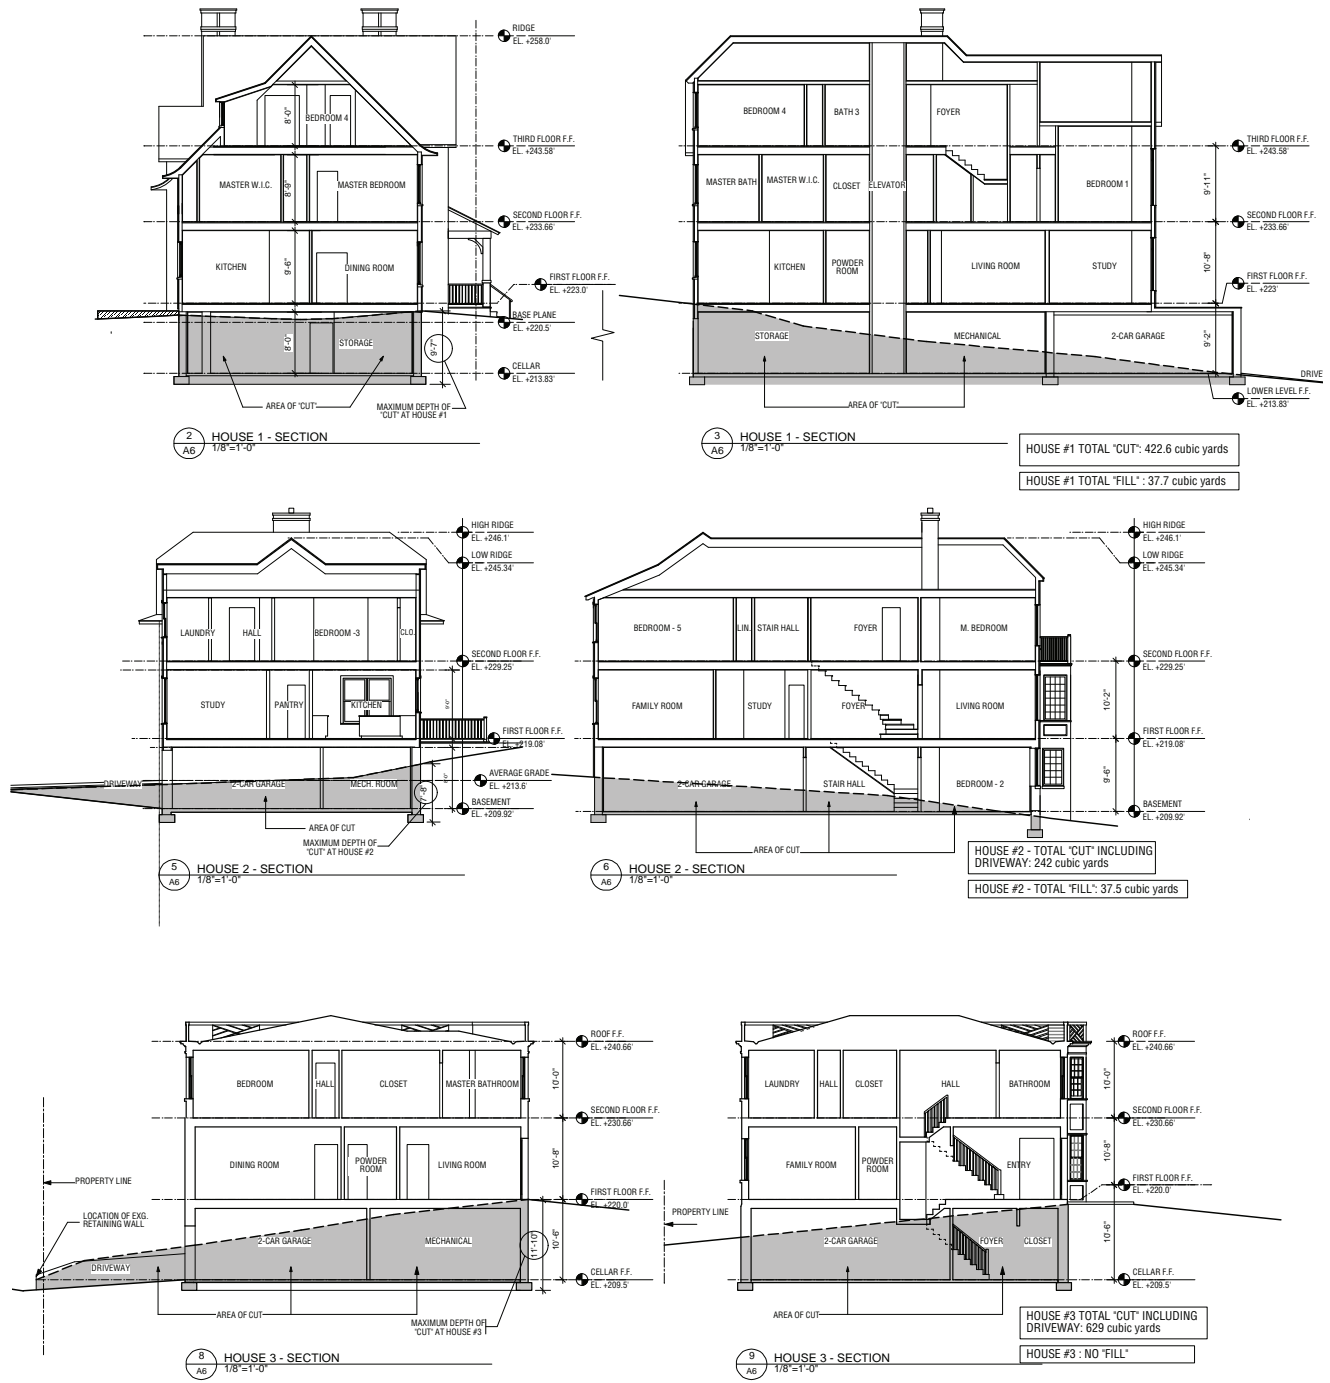 RIDGE
EL. +258.0'
BEDROOM 4
8'-0"
THIRD FLOOR F.F.
EL. +243.58'
MASTER W.I.C.
8'-9"
MASTER BEDROOM
SECOND FLOOR F.F.
EL. +233.66'
KITCHEN
9'-6"
DINING ROOM
FIRST FLOOR F.F.
EL. +223.0'
BASE PLANE
EL. +220.5'
8'-0"
STORAGE
9'-7"
CELLAR
EL. +213.83'
AREA OF "CUT"
MAXIMUM DEPTH OF
"CUT" AT HOUSE #1
2
A6
HOUSE 1 - SECTION
1/8"=1'-0"
BEDROOM 4
BATH 3
FOYER
THIRD FLOOR F.F.
EL. +243.58'
MASTER BATH
MASTER W.I.C.
CLOSET
ELEVATOR
BEDROOM 1
9'-11"
SECOND FLOOR F.F.
EL. +233.66'
KITCHEN
POWDER
ROOM
LIVING ROOM
STUDY
10'-8"
FIRST FLOOR F.F.
EL. +223'
STORAGE
MECHANICAL
2-CAR GARAGE
9'-2"
DRIVE
LOWER LEVEL F.F.
EL. +213.83'
AREA OF "CUT"
3
A6
HOUSE 1 - SECTION
1/8"=1'-0"
HOUSE #1 TOTAL "CUT": 422.6 cubic yards
HOUSE #1 TOTAL "FILL" : 37.7 cubic yards
HIGH RIDGE
EL. +246.1'
LOW RIDGE
EL. +245.34'
LAUNDRY
HALL
BEDROOM -3
CLO.
SECOND FLOOR F.F.
EL. +229.25'
STUDY
PANTRY
KITCHEN
FIRST FLOOR F.F.
EL. +219.08'
DRIVEWAY
2-CAR GARAGE
MECH. ROOM
AVERAGE GRADE
EL. +213.6'
BASEMENT
EL. +209.92'
AREA OF CUT
MAXIMUM DEPTH OF
"CUT" AT HOUSE #2
5
A6
HOUSE 2 - SECTION
1/8"=1'-0"
HIGH RIDGE
EL. +246.1'
LOW RIDGE
EL. +245.34'
BEDROOM - 5
LIN.
STAIR HALL
FOYER
M. BEDROOM
SECOND FLOOR F.F.
EL. +229.25'
FAMILY ROOM
STUDY
FOYER
LIVING ROOM
10'-2"
FIRST FLOOR F.F.
EL. +219.08'
2-CAR GARAGE
STAIR HALL
BEDROOM - 2
9'-6"
BASEMENT
EL. +209.92'
AREA OF CUT
6
A6
HOUSE 2 - SECTION
1/8"=1'-0"
HOUSE #2 - TOTAL "CUT" INCLUDING
DRIVEWAY: 242 cubic yards
HOUSE #2 - TOTAL "FILL": 37.5 cubic yards
ROOF F.F.
EL. +240.66'
BEDROOM
HALL
CLOSET
MASTER BATHROOM
10'-0"
SECOND FLOOR F.F.
EL. +230.66'
DINING ROOM
POWDER
ROOM
LIVING ROOM
10'-8"
PROPERTY LINE
FIRST FLOOR F.F.
EL. +220.0'
LOCATION OF EXG.
RETAINING WALL
2-CAR GARAGE
MECHANICAL
11'-10"
10'-6"
DRIVEWAY
CELLAR F.F.
EL. +209.5'
AREA OF CUT
MAXIMUM DEPTH OF
"CUT" AT HOUSE #3
8
A6
HOUSE 3 - SECTION
1/8"=1'-0"
ROOF F.F.
EL. +240.66'
LAUNDRY
HALL
CLOSET
HALL
BATHROOM
10'-0"
SECOND FLOOR F.F.
EL. +230.66'
FAMILY ROOM
POWDER
ROOM
ENTRY
10'-8"
FIRST FLOOR F.F.
EL. +220.0'
PROPERTY LINE
2-CAR GARAGE
FOYER
CLOSET
10'-6"
CELLAR F.F.
EL. +209.5'
AREA OF CUT
9
A6
HOUSE 3 - SECTION
1/8"=1'-0"
HOUSE #3 TOTAL "CUT" INCLUDING
DRIVEWAY: 629 cubic yards
HOUSE #3 : NO "FILL"